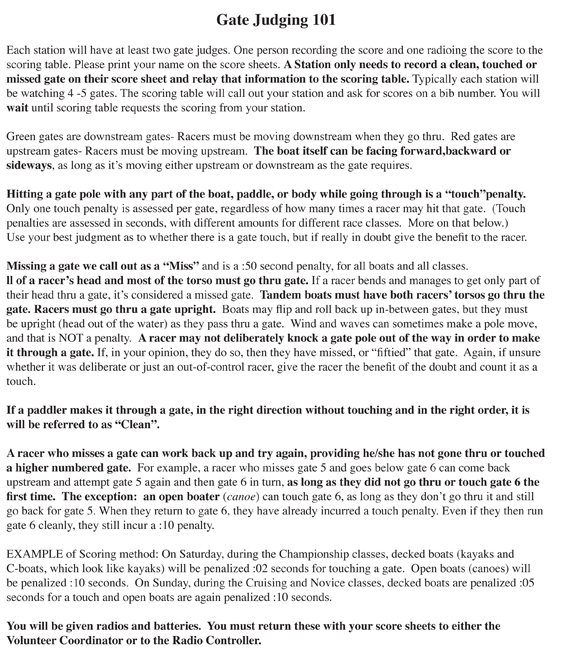 Gate Judging 101
Each station will have at least two gate judges. One person recording the score and one radioing the score to the
scoring table. Please print your name on the score sheets. A Station only needs to record a clean, touched or
missed gate on their score sheet and relay that information to the scoring table. Typically each station will
be watching 4 -5 gates. The scoring table will call out your station and ask for scores on a bib number. You will
wait until scoring table requests the scoring from your station.
Green gates are downstream gates- Racers must be moving downstream when they go thru. Red gates are
upstream gates- Racers must be moving upstream. The boat itself can be facing forward,backward or
sideways, as long as it's moving either upstream or downstream as the gate requires.
Hitting a gate pole with any part of the boat, paddle, or body while going through is a “touch”penalty.
Only one touch penalty is assessed per gate, regardless of how many times a racer may hit that gate. (Touch
penalties are assessed in seconds, with different amounts for different race classes. More on that below.)
Use your best judgment as to whether there is a gate touch, but if really in doubt give the benefit to the racer.
Missing a gate we call out as a “Miss” and is a :50 second penalty, for all boats and all classes.
ll of a racer's head and most of the torso must go thru gate. If a racer bends and manages to get only part of
their head thru a gate, it's considered a missed gate. Tandem boats must have both racers' torsos go thru the
gate. Racers must go thru a gate upright. Boats may flip and roll back up in-between gates, but they must
be upright (head out of the water) as they pass thru a gate. Wind and waves can sometimes make a pole move,
and that is NOT a penalty. A racer may not deliberately knock a gate pole out of the way in order to make
it through a gate. If, in your opinion, they do so, then they have missed, or “fiftied” that gate. Again, if unsure
whether it was deliberate or just an out-of-control racer, give the racer the benefit of the doubt and count it as a
touch.
If a paddler makes it through a gate, in the right direction without touching and in the right order, it is
will be referred to as “Clean”.
A racer who misses a gate can work back up and try again, providing he/she has not gone thru or touched
a higher numbered gate. For example, a racer who misses gate 5 and goes below gate 6 can come back
upstream and attempt gate 5 again and then gate 6 in turn, as long as they did not go thru or touch gate 6 the
first time. The exception: an open boater (canoe) can touch gate 6, as long as they don't go thru it and still
go back for gate 5. When they return to gate 6, they have already incurred a touch penalty. Even if they then run
gate 6 cleanly, they still incur a :10 penalty.
EXAMPLE of Scoring method: On Saturday, during the Championship classes, decked boats (kayaks and
C-boats, which look like kayaks) will be penalized :02 seconds for touching a gate. Open boats (canoes) will
be penalized :10 seconds. On Sunday, during the Cruising and Novice classes, decked boats are penalized :05
seconds for a touch and open boats are again penalized :10 seconds.
You will be given radios and batteries. You must return these with your score sheets to either the
Volunteer Coordinator or to the Radio Controller.